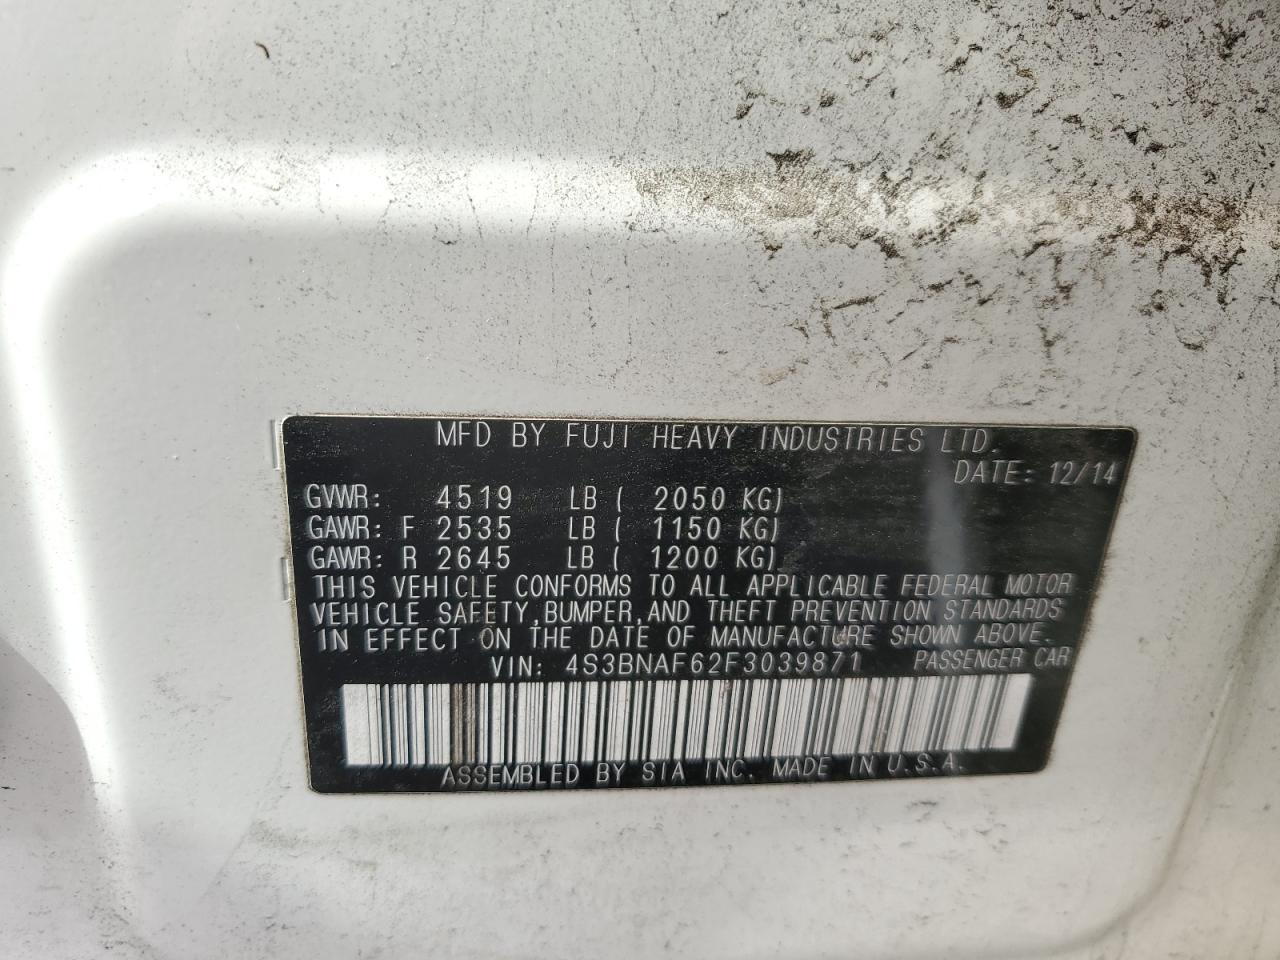 MFD BY FUJI HEAVY INDUSTRIES LTD.
DATE: 12/14
GVWR: 4519 LB ( 2050 KG)
GAWR: F 2535 LB ( 1150 KG)
GAWR: R 2645 LB ( 1200 KG)
THIS VEHICLE CONFORMS TO ALL APPLICABLE FEDERAL MOTOR
VEHICLE SAFETY, BUMPER, AND THEFT PREVENTION STANDARDS
IN EFFECT ON THE DATE OF MANUFACTURE SHOWN ABOVE.
VIN: 4S3BNAF62F3039871 PASSENGER CAR
ASSEMBLED BY SIA INC. MADE IN U.S.A.